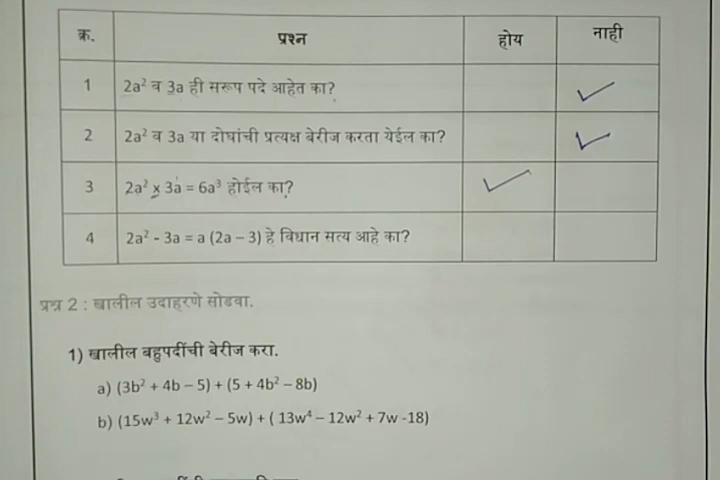 क्र. प्रश्न होय नाही
1 2a² व 3a ही सरूप पदे आहेत का? ✓
2 2a² व 3a या दोघांची प्रत्यक्ष बेरीज करता येईल का? ✓
3 2a² x 3a = 6a³ होईल का? ✓
4 2a² - 3a = a (2a – 3) हे विधान सत्य आहे का?
प्रश्न 2 : खालील उदाहरणे सोडवा.
1) खालील बहुपदींची बेरीज करा.
a) (3b² + 4b – 5) + (5 + 4b² – 8b)
b) (15w³ + 12w² – 5w) + ( 13w⁴ – 12w² + 7w -18)